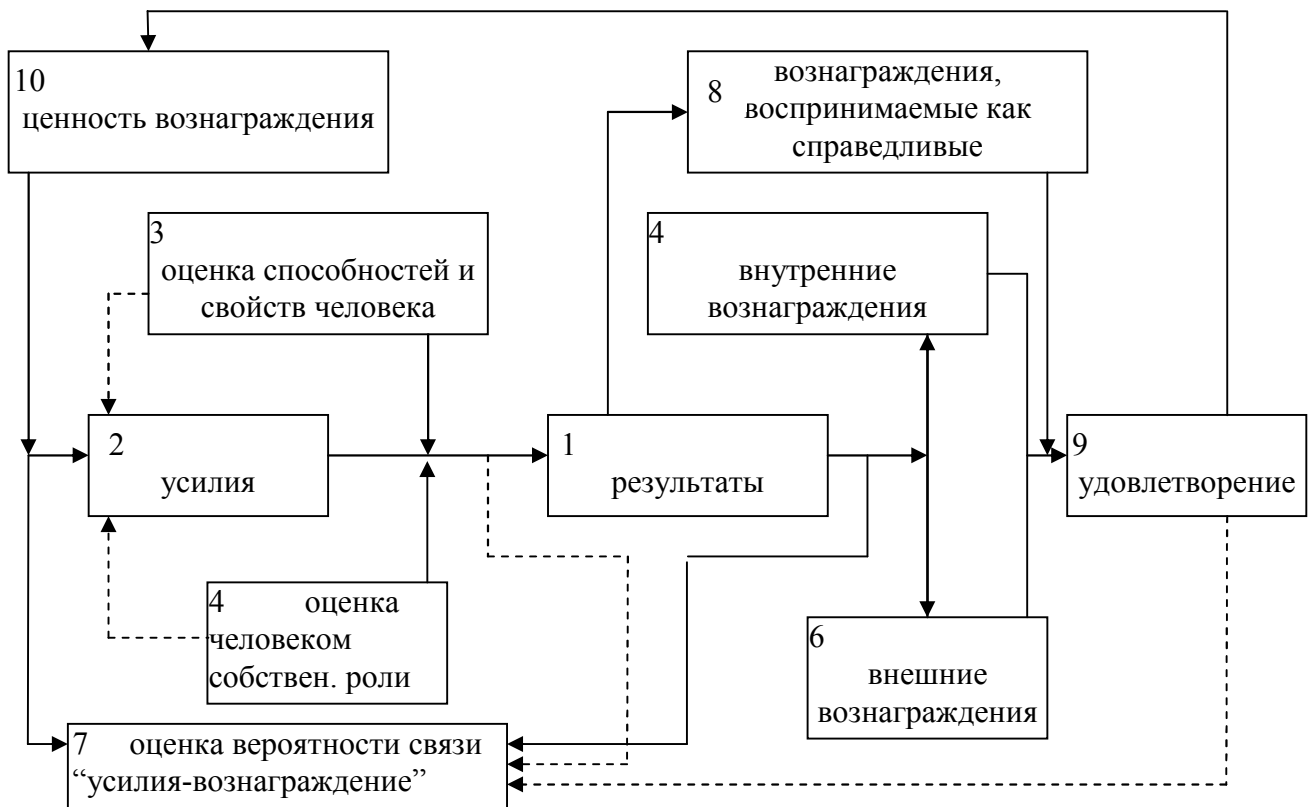 10
ценность вознаграждения
8
вознаграждения,
воспринимаемые как
справедливые
3
оценка способностей и
свойств человека
4
внутренние
вознаграждения
2
усилия
1
результаты
9
удовлетворение
4 оценка
человеком
собствен. роли
6
внешние
вознаграждения
7 оценка вероятности связи
“усилия-вознаграждение”